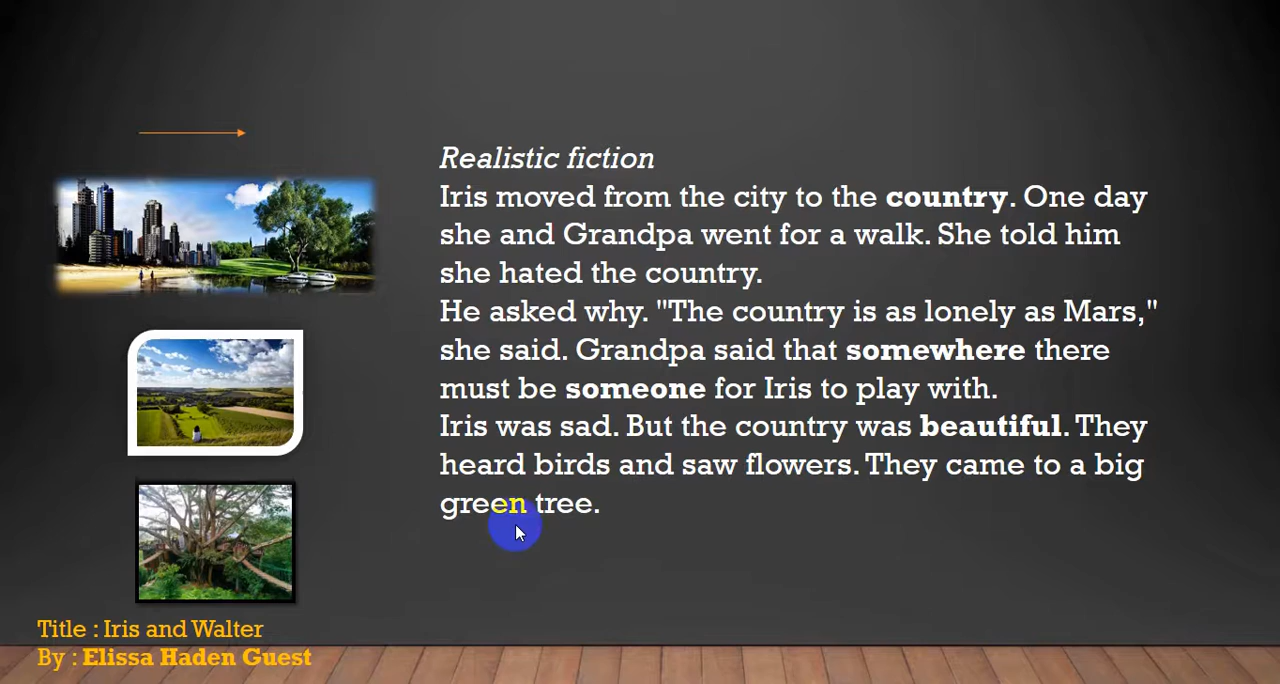 Realistic fiction
Iris moved from the city to the country. One day
she and Grandpa went for a walk. She told him
she hated the country.
He asked why. "The country is as lonely as Mars,"
she said. Grandpa said that somewhere there
must be someone for Iris to play with.
Iris was sad. But the country was beautiful. They
heard birds and saw flowers. They came to a big
green tree.
Title : Iris and Walter
By : Elissa Haden Guest